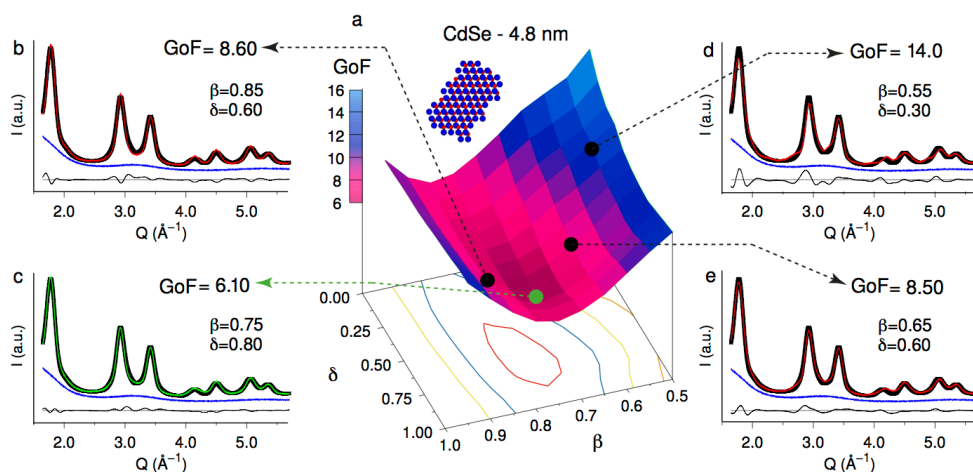 a
CdSe - 4.8 nm
GoF
16
14
12
11
10
9
8
6
0.00
0.25
0.50
0.75
1.00
δ
1.0
0.9
0.8
0.7
0.6
0.5
β
b
GoF = 8.60
β=0.85
δ=0.60
I (a.u.)
2.0 3.0 4.0 5.0
Q (Å⁻¹)
c
GoF = 6.10
β=0.75
δ=0.80
I (a.u.)
2.0 3.0 4.0 5.0
Q (Å⁻¹)
d
GoF = 14.0
β=0.55
δ=0.30
I (a.u.)
2.0 3.0 4.0 5.0
Q (Å⁻¹)
e
GoF = 8.50
β=0.65
δ=0.60
I (a.u.)
2.0 3.0 4.0 5.0
Q (Å⁻¹)